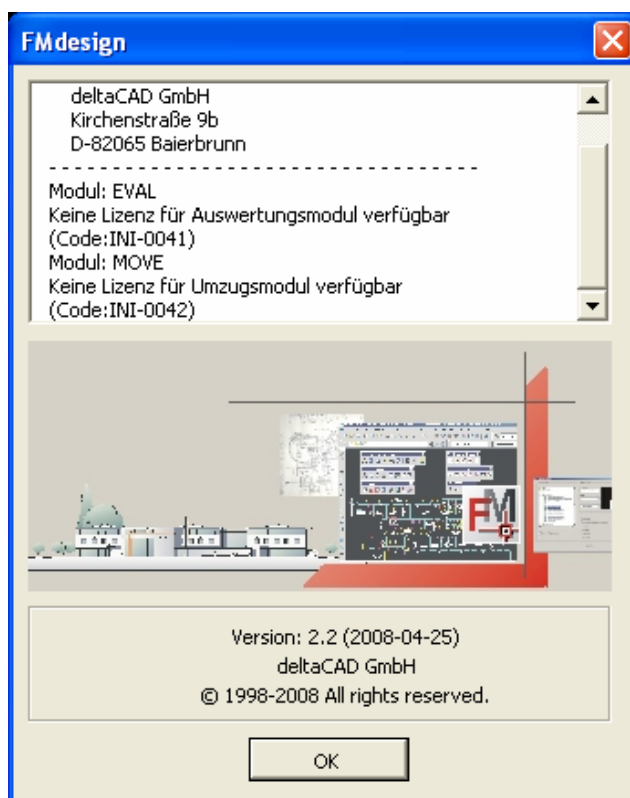 FMdesign
deltaCAD GmbH
Kirchenstraße 9b
D-82065 Baierbrunn
- - - - - - - - - - - - - - - - - - - - - - - - - - - - - - - - - -
Modul: EVAL
Keine Lizenz für Auswertungsmodul verfügbar
(Code:INI-0041)
Modul: MOVE
Keine Lizenz für Umzugsmodul verfügbar
(Code:INI-0042)
FM
Version: 2.2 (2008-04-25)
deltaCAD GmbH
© 1998-2008 All rights reserved.
OK